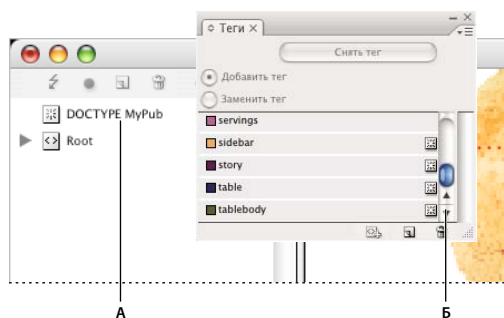 Теги
Снять тег
Добавить тег
Заменить тег
servings
DOCTYPE MyPub
sidebar
Root
story
table
tablebody
А
Б